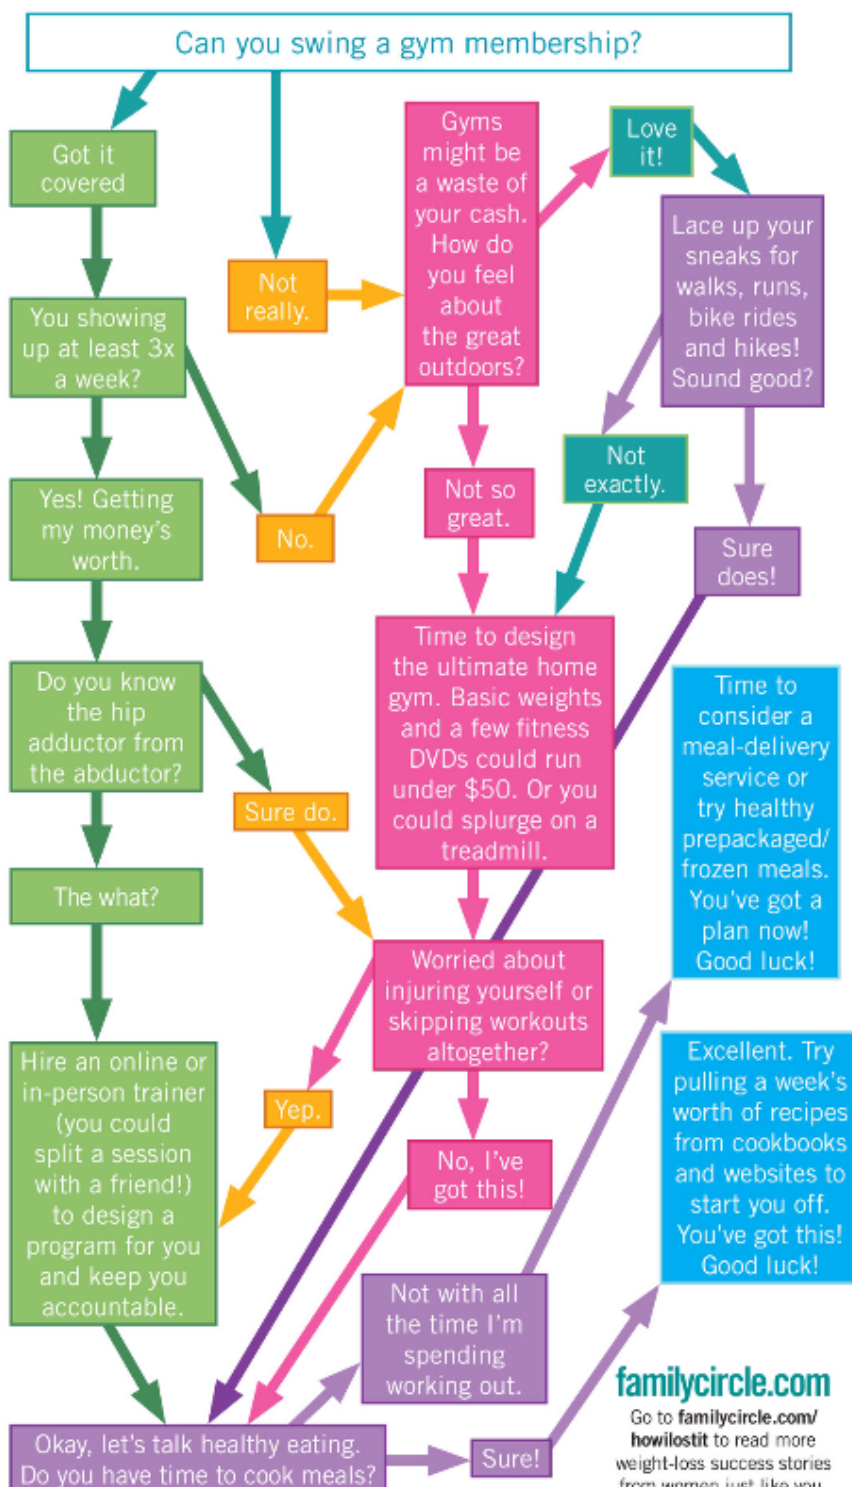 Can you swing a gym membership?
Got it
covered
Not
really.
Gyms
might be
a waste of
your cash.
How do
you feel
about
the great
outdoors?
Love
it!
Lace up your
sneaks for
walks, runs,
bike rides
and hikes!
Sound good?
You showing
up at least 3x
a week?
Not
exactly.
Not so
great.
Yes! Getting
my money's
worth.
No.
Sure
does!
Time to design
the ultimate home
gym. Basic weights
and a few fitness
DVDs could run
under $50. Or you
could splurge on a
treadmill.
Do you know
the hip
adductor from
the abductor?
Sure do.
Time to
consider a
meal-delivery
service or
try healthy
prepackaged/
frozen meals.
You've got a
plan now!
Good luck!
The what?
Worried about
injuring yourself or
skipping workouts
altogether?
Hire an online or
in-person trainer
(you could
split a session
with a friend!)
to design a
program for you
and keep you
accountable.
Yep.
No, I've
got this!
Excellent. Try
pulling a week's
worth of recipes
from cookbooks
and websites to
start you off.
You've got this!
Good luck!
Not with all
the time I'm
spending
working out.
Okay, let's talk healthy eating.
Do you have time to cook meals?
Sure!
familycircle.com
Go to familycircle.com/
howilostit to read more
weight-loss success stories
from women just like you.